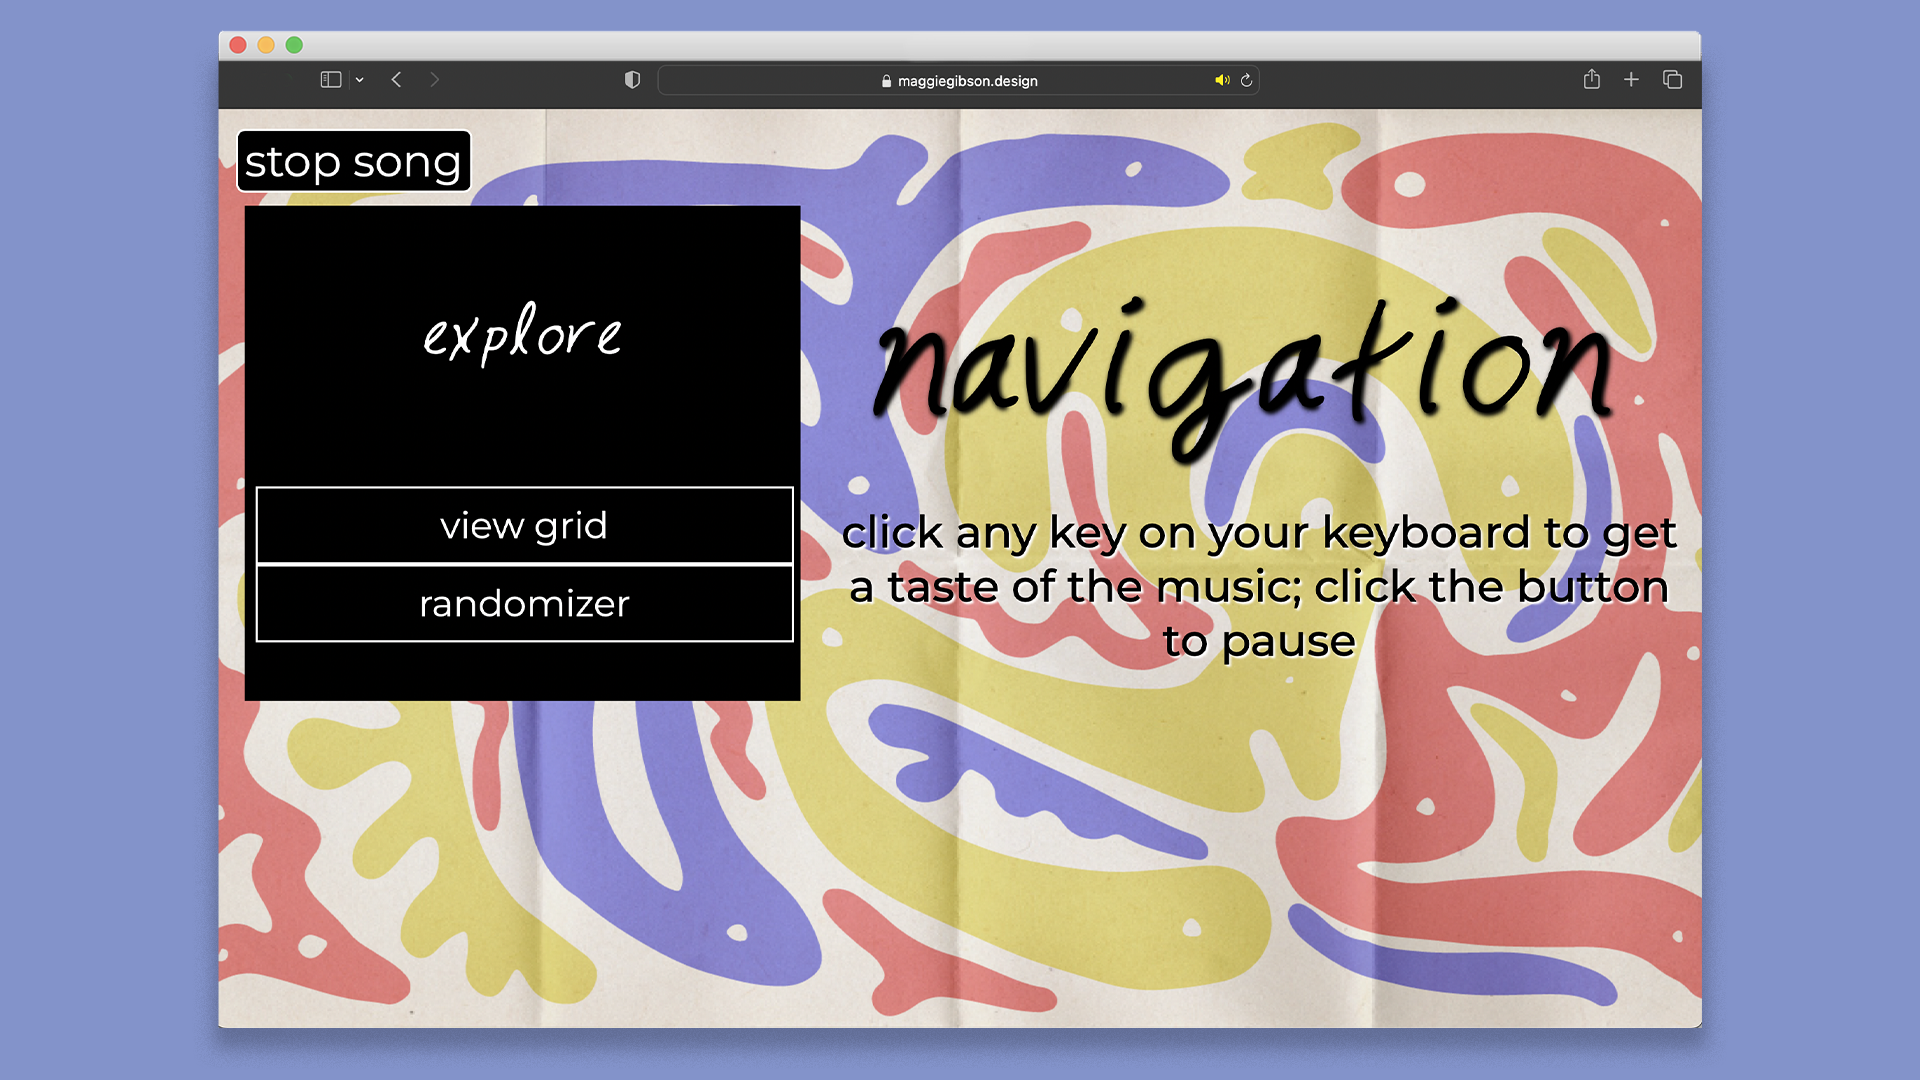 maggiegibson.design
stop song
explore
view grid
randomizer
navigation
click any key on your keyboard to get
a taste of the music; click the button
to pause